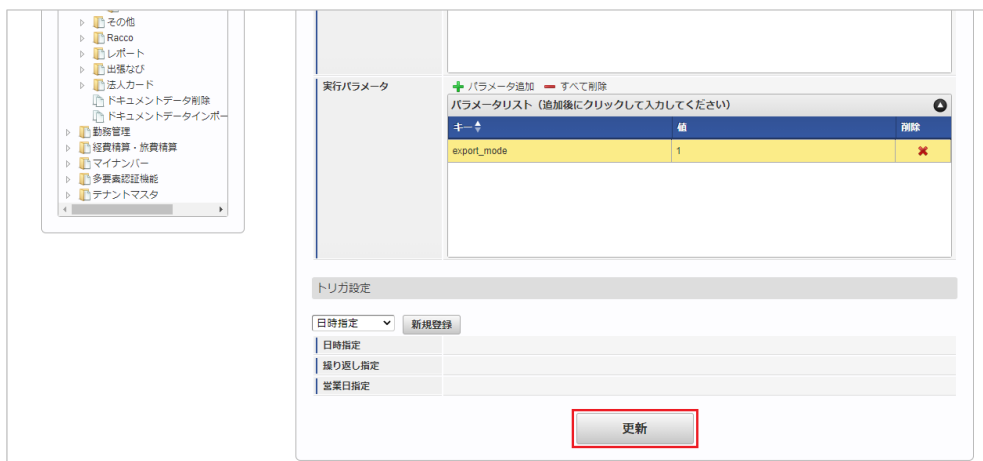 その他
Racco
レポート
出張なび
法人カード
ドキュメントデータ削除
ドキュメントデータインポー
勤務管理
経費精算・旅費精算
マイナンバー
多要素認証機能
テナントマスタ
実行パラメータ
パラメータ追加 すべて削除
パラメータリスト（追加後にクリックして入力してください）
キー 値 削除
export_mode 1
トリガ設定
日時指定 新規登録
日時指定
繰り返し指定
営業日指定
更新